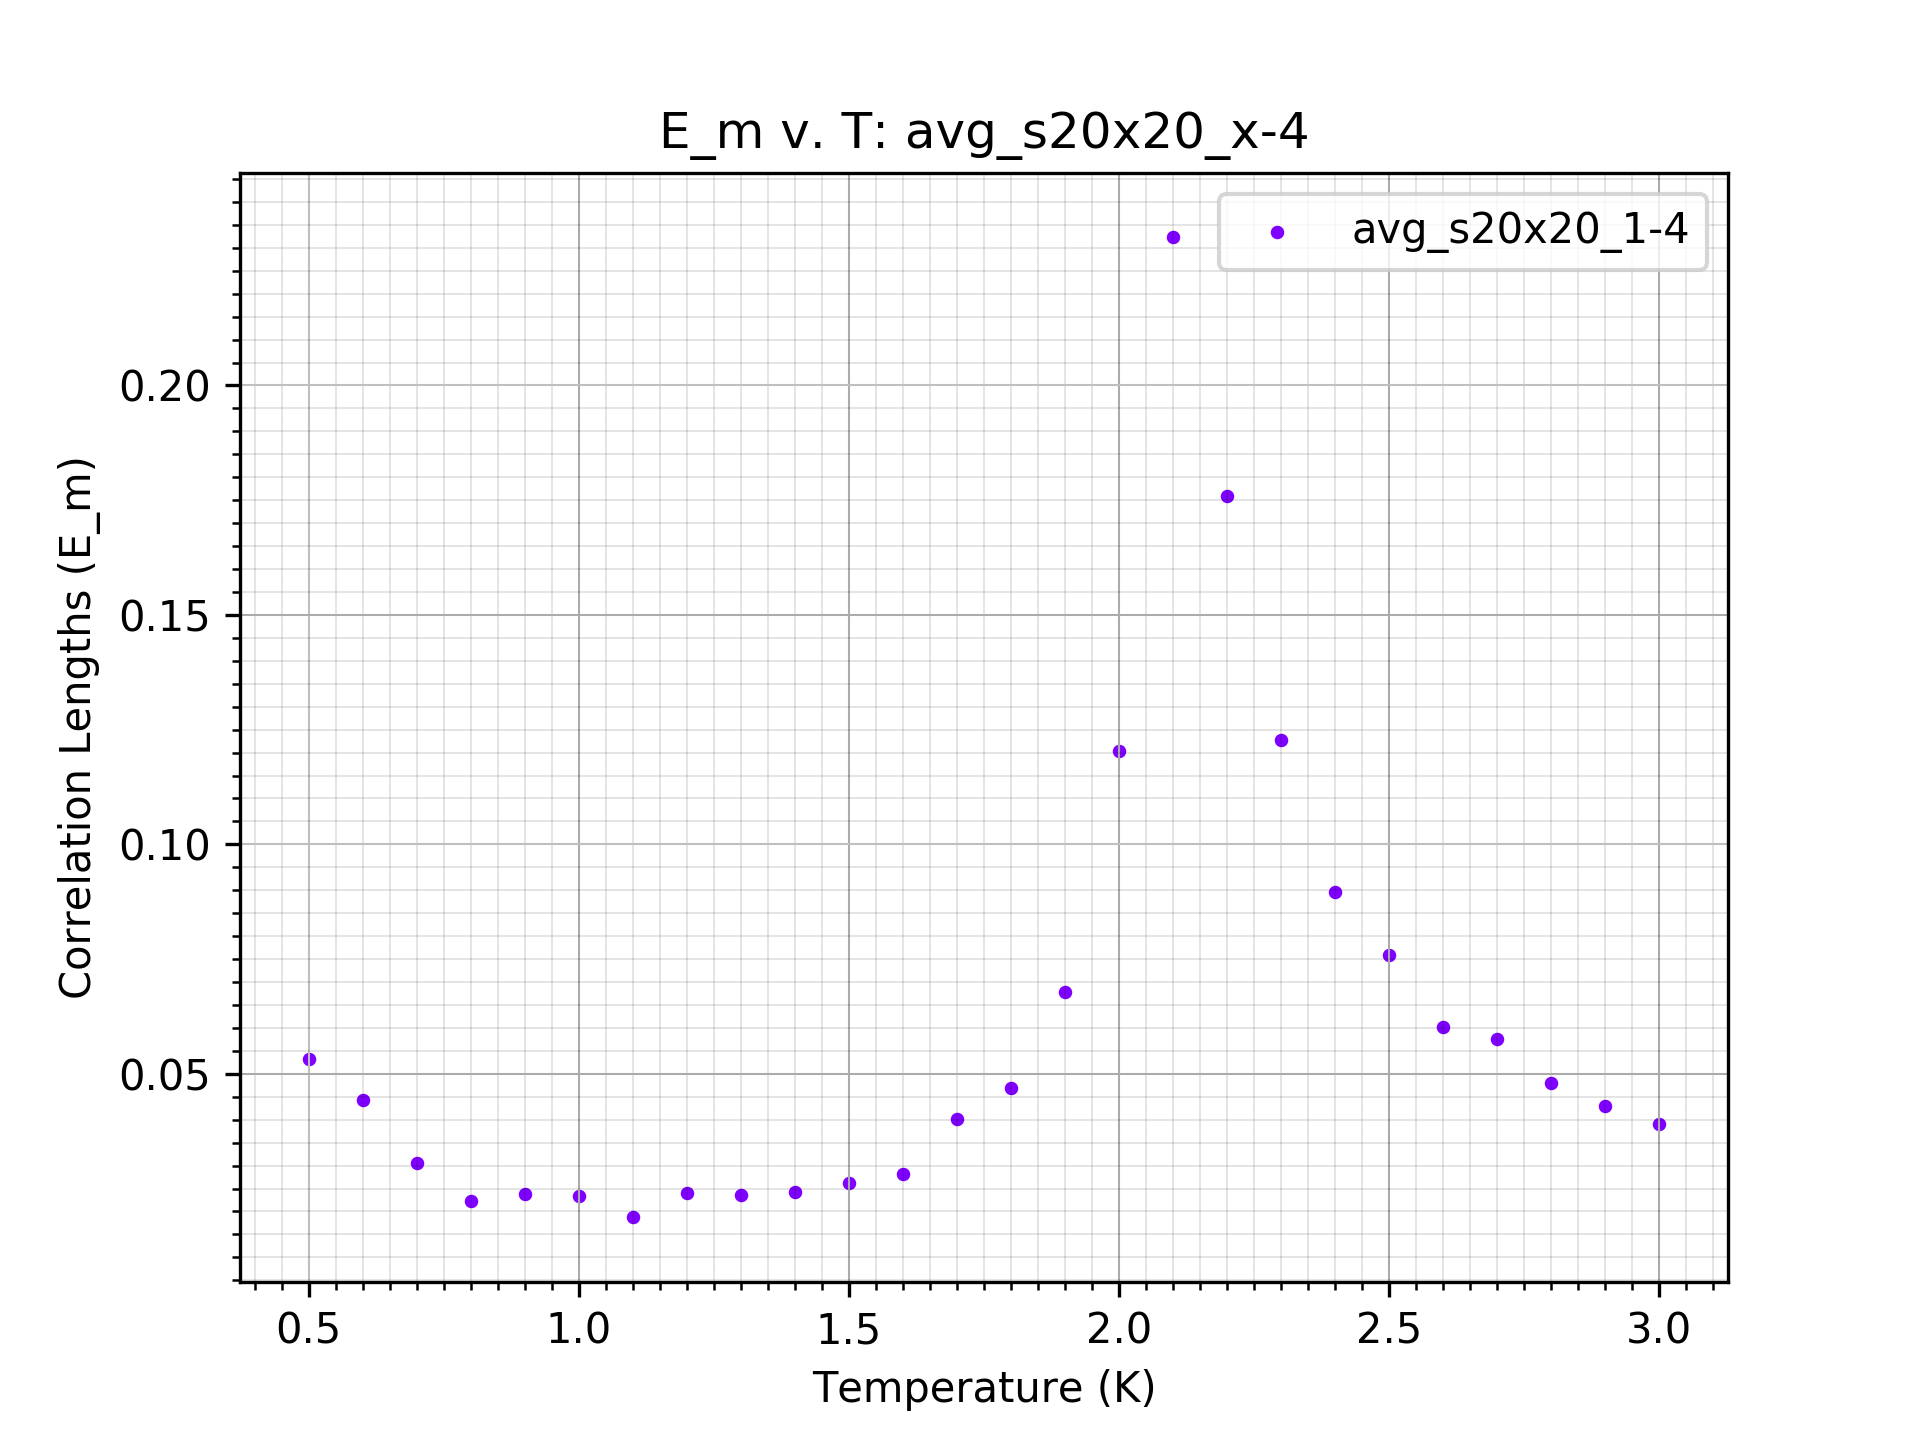 E_m v. T: avg_s20x20_x-4
avg_s20x20_1-4
Correlation Lengths (E_m)
0.20
0.15
0.10
0.05
0.5 1.0 1.5 2.0 2.5 3.0
Temperature (K)